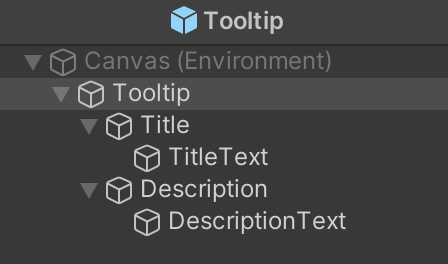 Tooltip
Canvas (Environment)
Tooltip
Title
TitleText
Description
DescriptionText